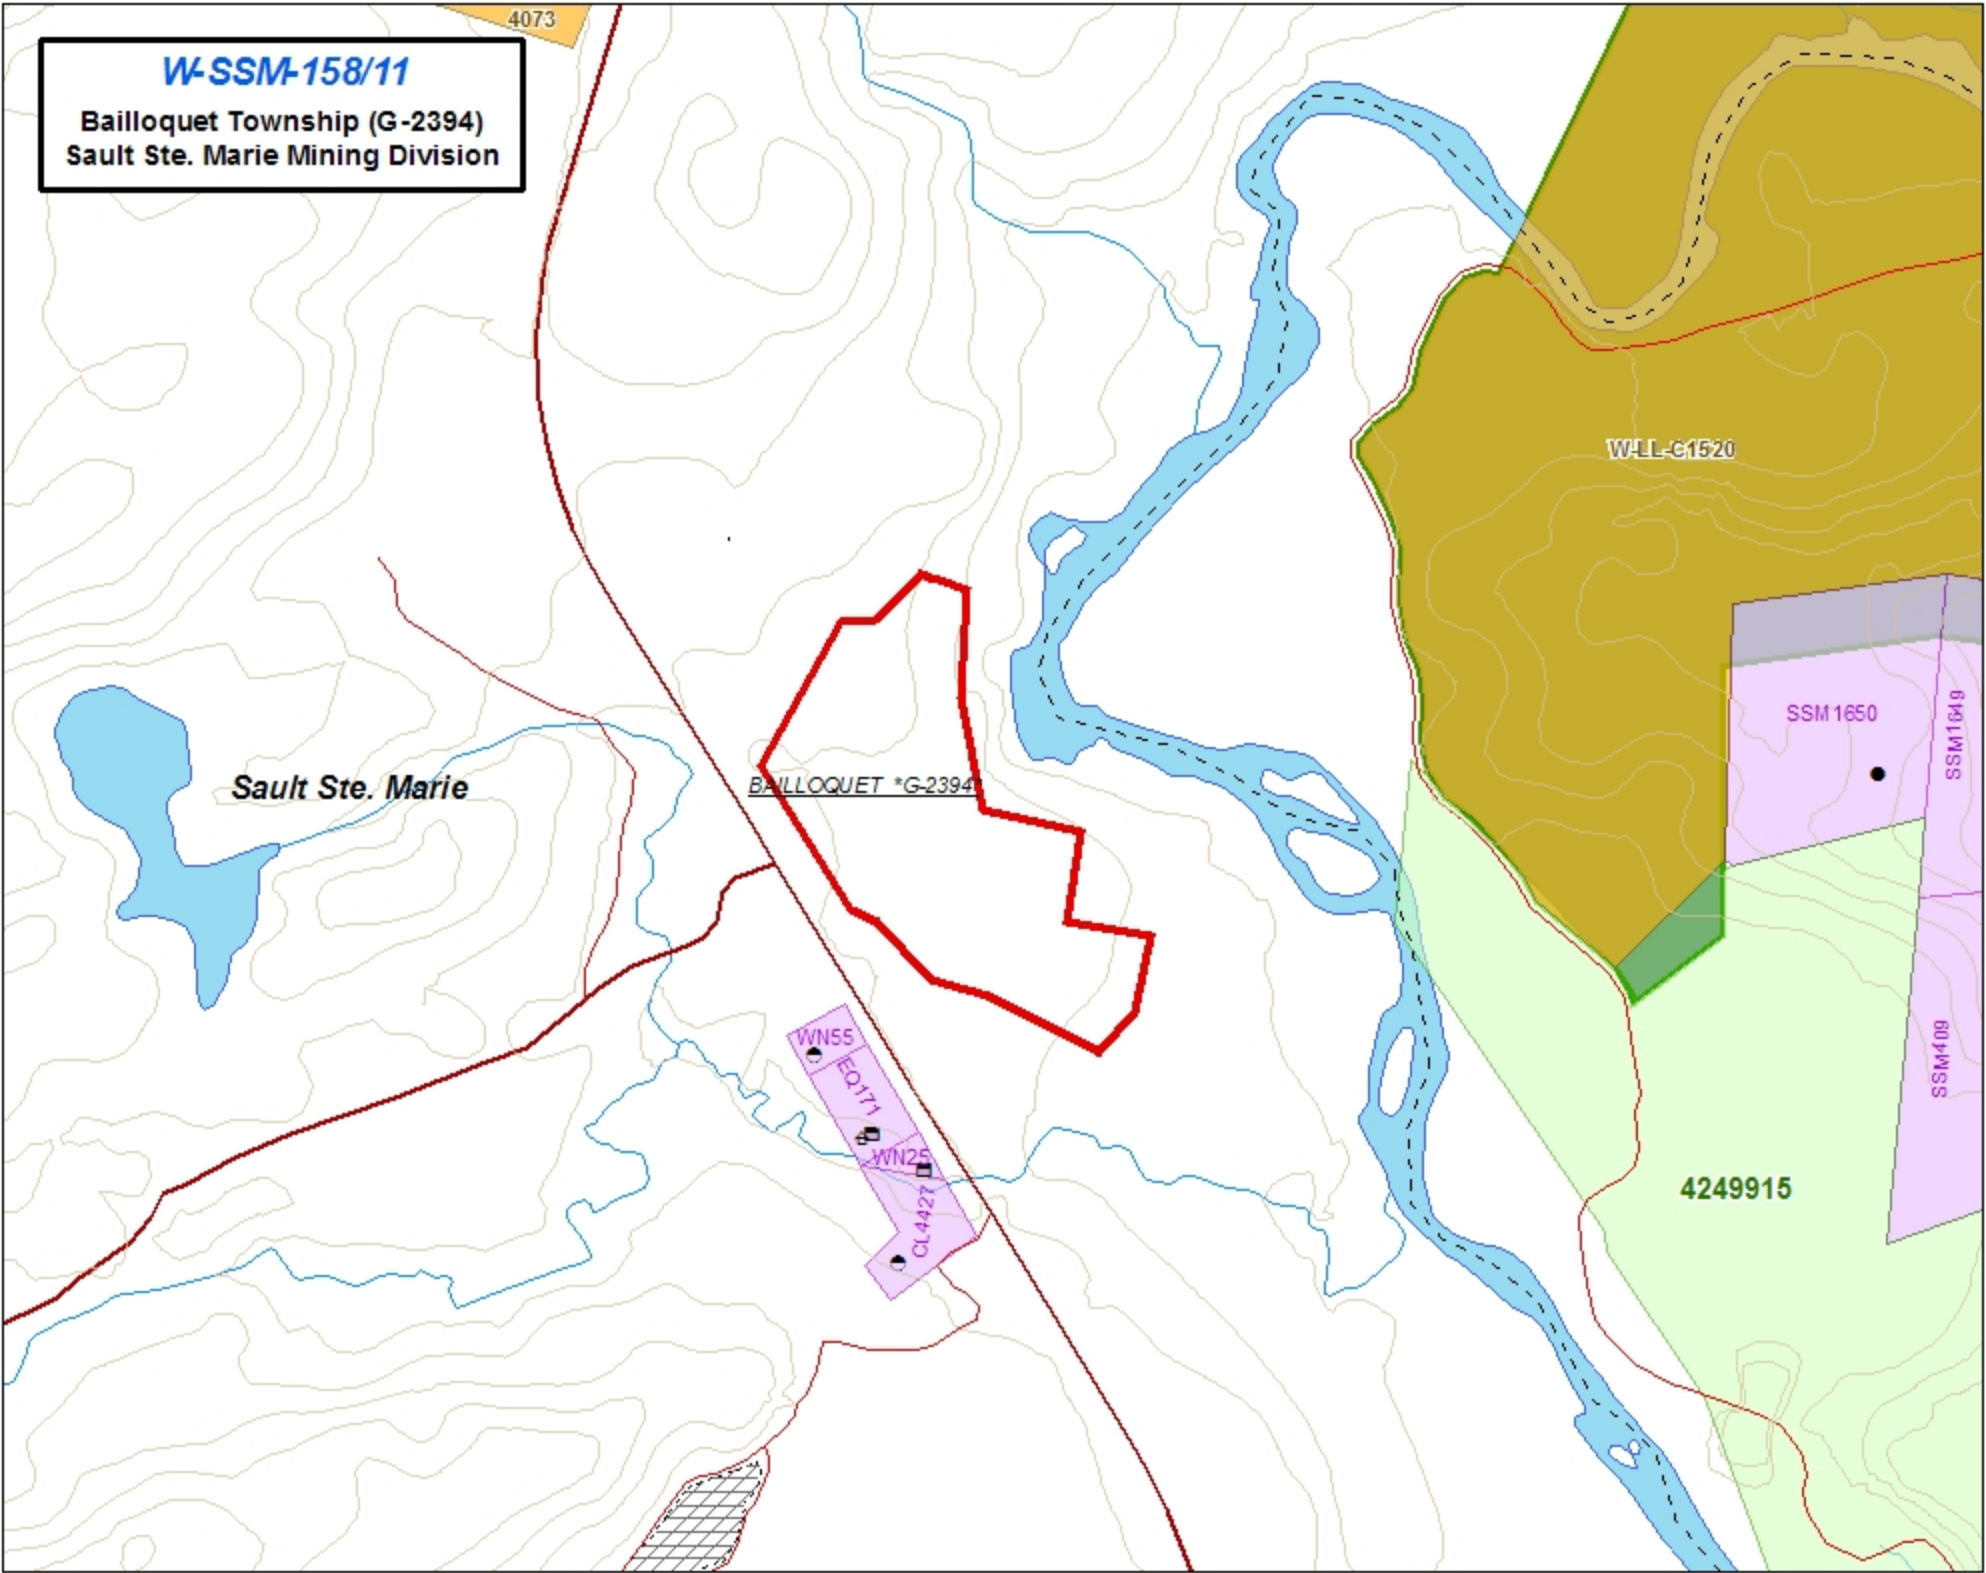 4073
W-SSM-158/11
Bailloquet Township (G-2394)
Sault Ste. Marie Mining Division
W-LL-C1520
SSM1650
SSM1649
Sault Ste. Marie
BAILLOQUET *G-2394*
WN55
EQ171
WN25
CL4427
SSM409
4249915